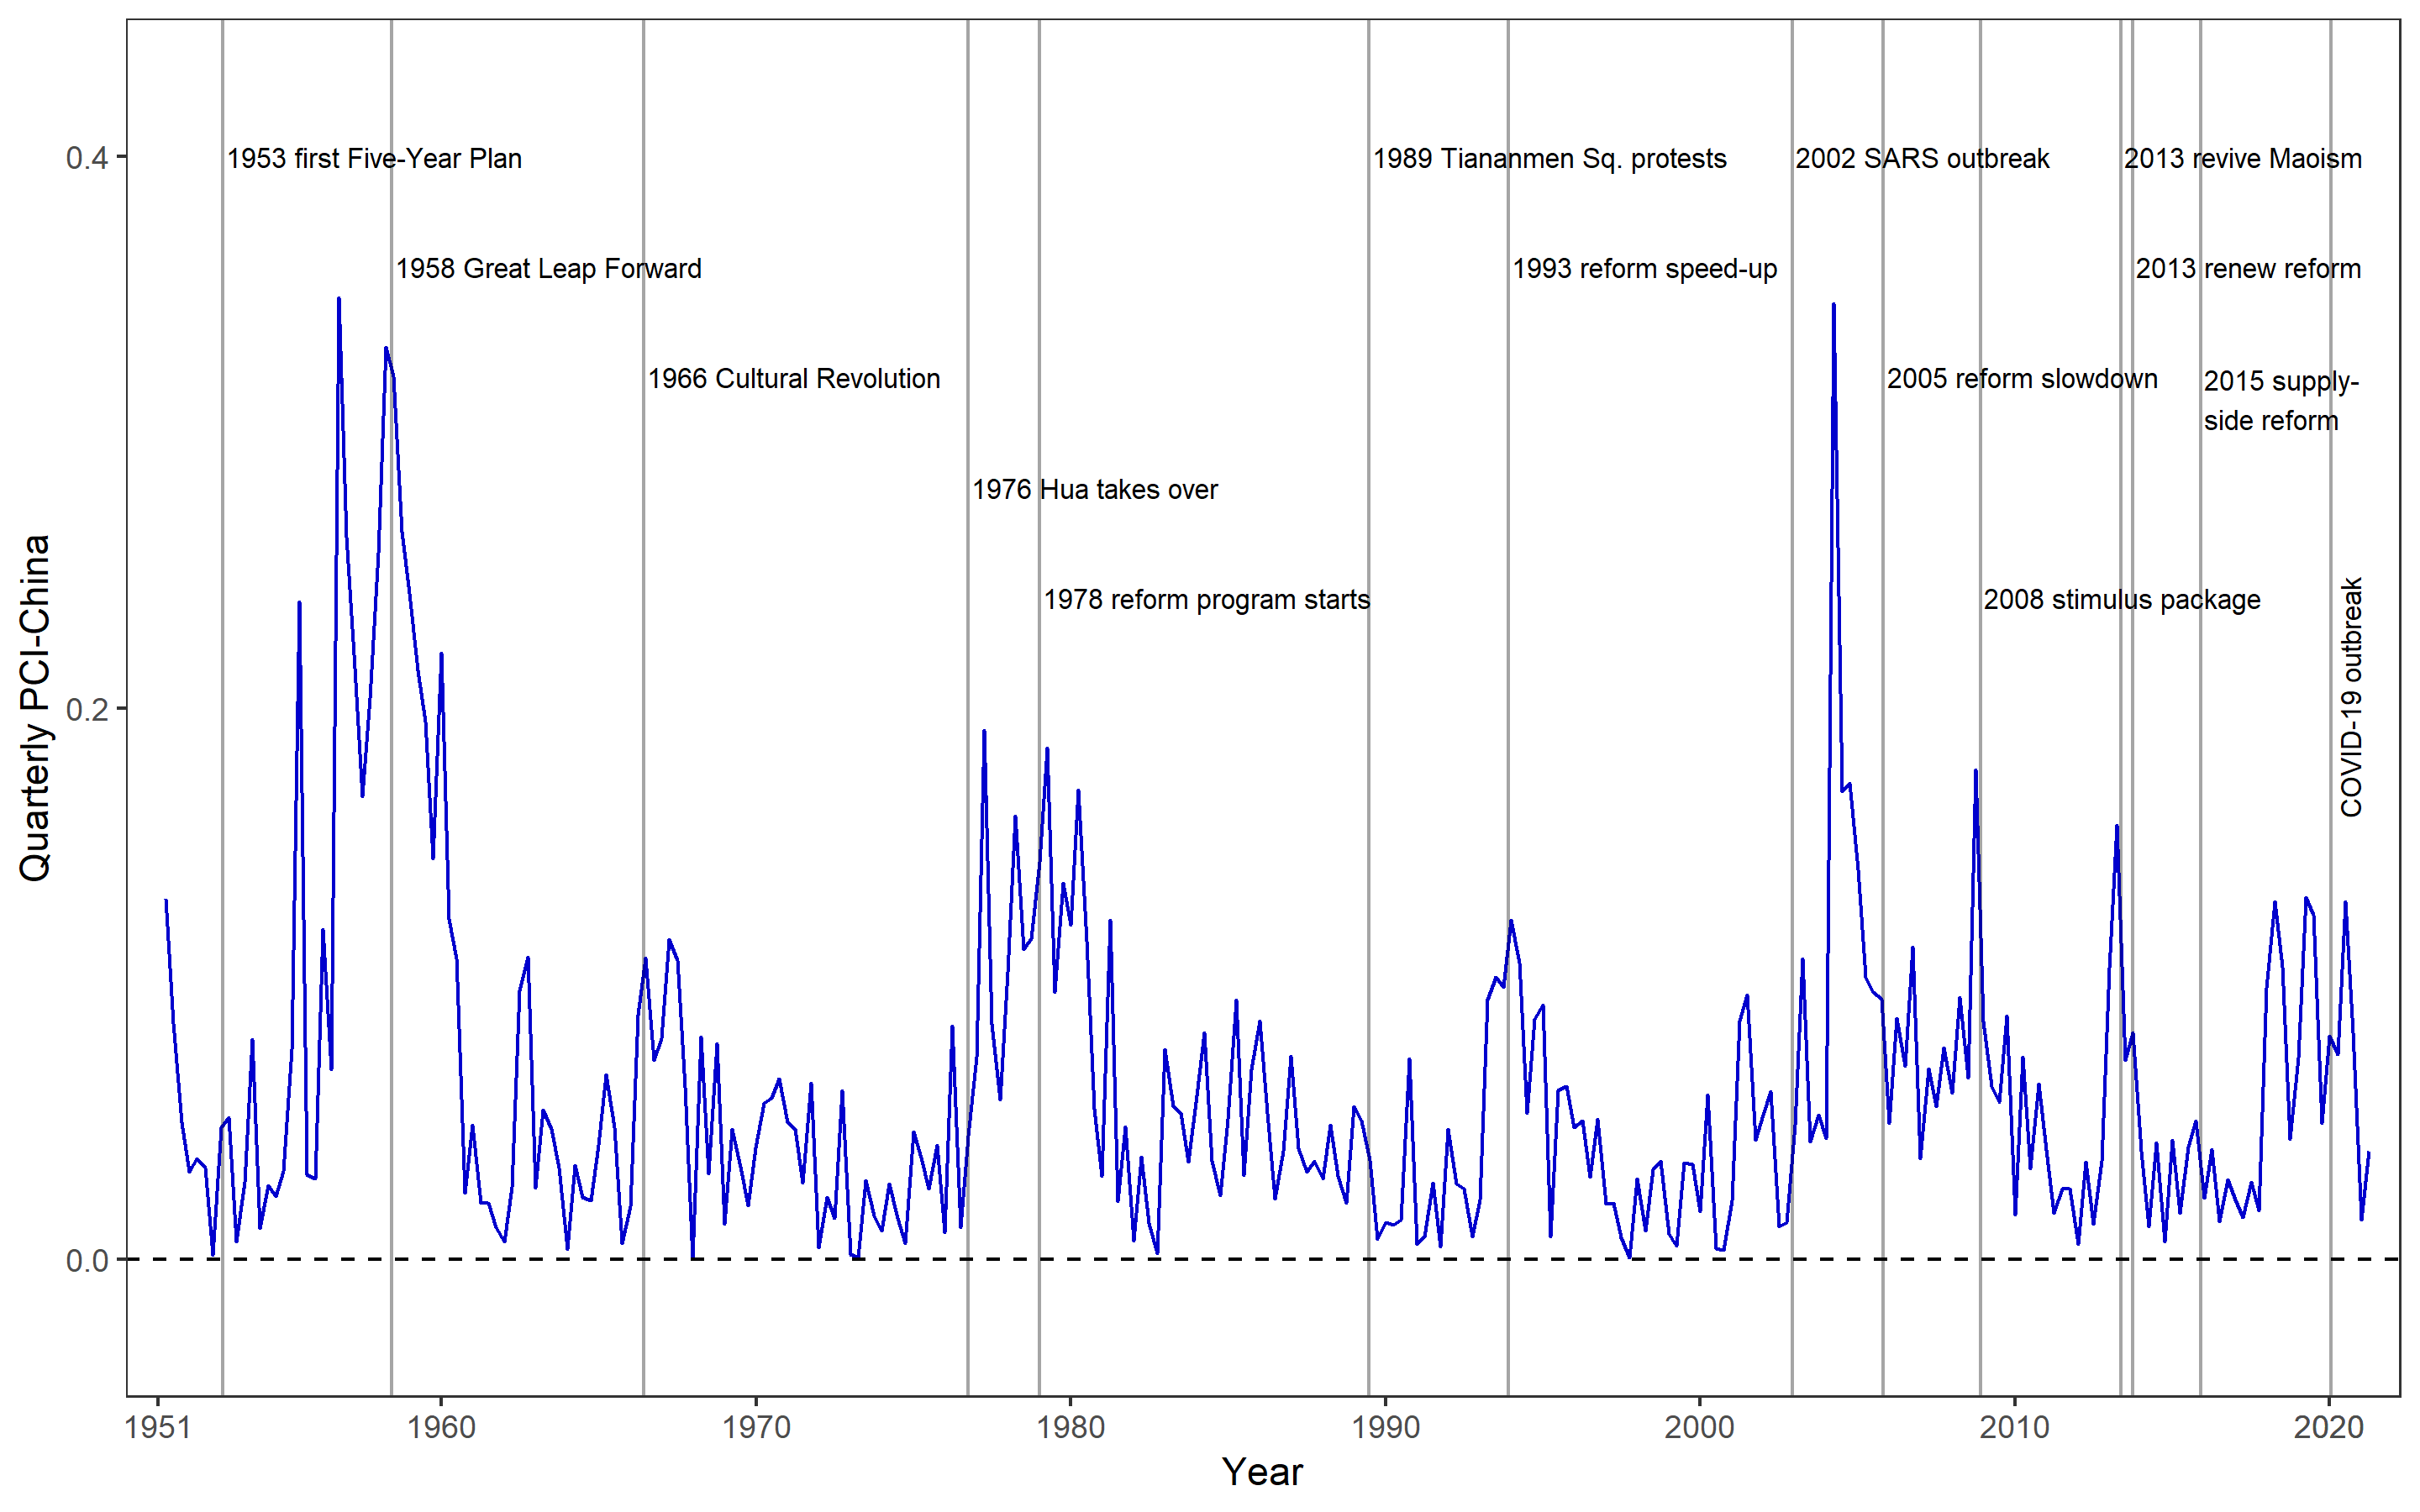 0.4
0.2
0.0
Quarterly PCI-China
1953 first Five-Year Plan
1989 Tiananmen Sq. protests
2002 SARS outbreak
2013 revive Maoism
1958 Great Leap Forward
1993 reform speed-up
2013 renew reform
1966 Cultural Revolution
2005 reform slowdown
2015 supply-
side reform
1976 Hua takes over
1978 reform program starts
2008 stimulus package
COVID-19 outbreak
1951
1960
1970
1980
1990
2000
2010
2020
Year